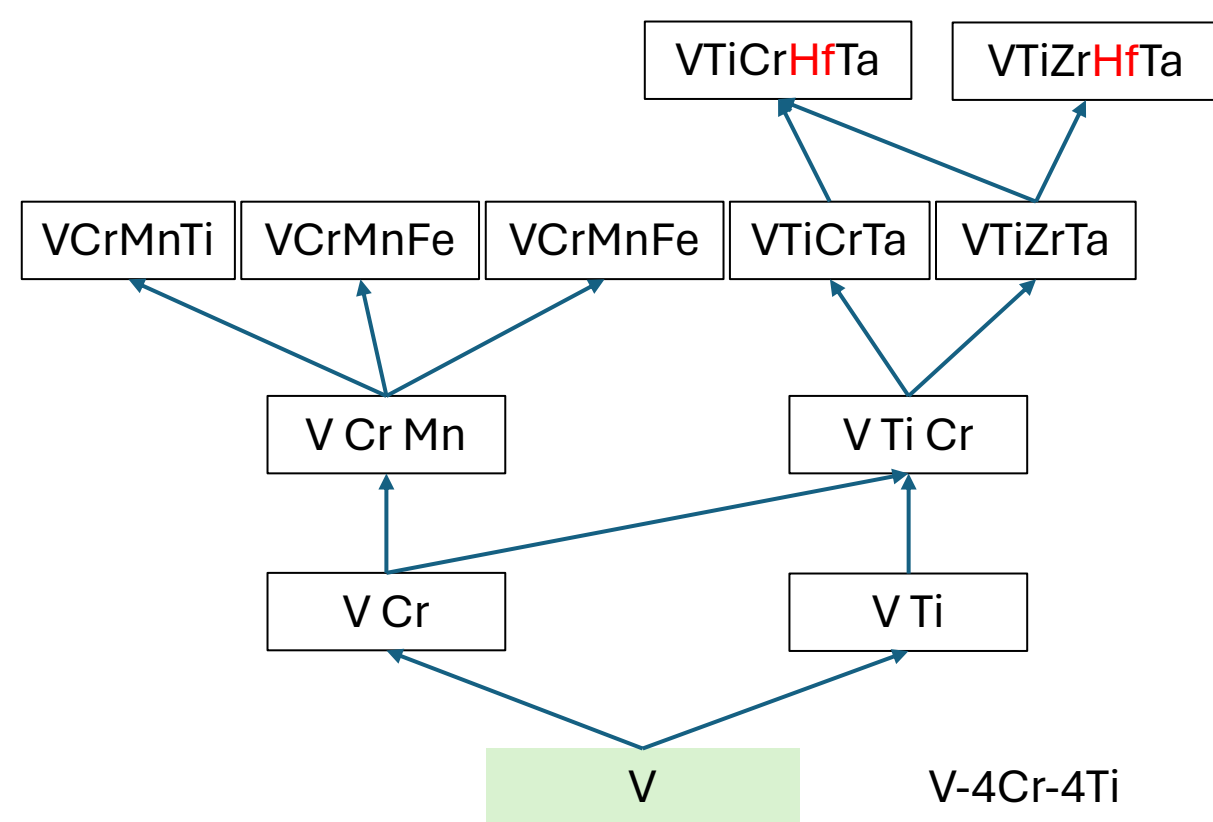 VTiCrHfTa
VTiZrHfTa
VCrMnTi
VCrMnFe
VCrMnFe
VTiCrTa
VTiZrTa
V Cr Mn
V Ti Cr
V Cr
V Ti
V
V-4Cr-4Ti